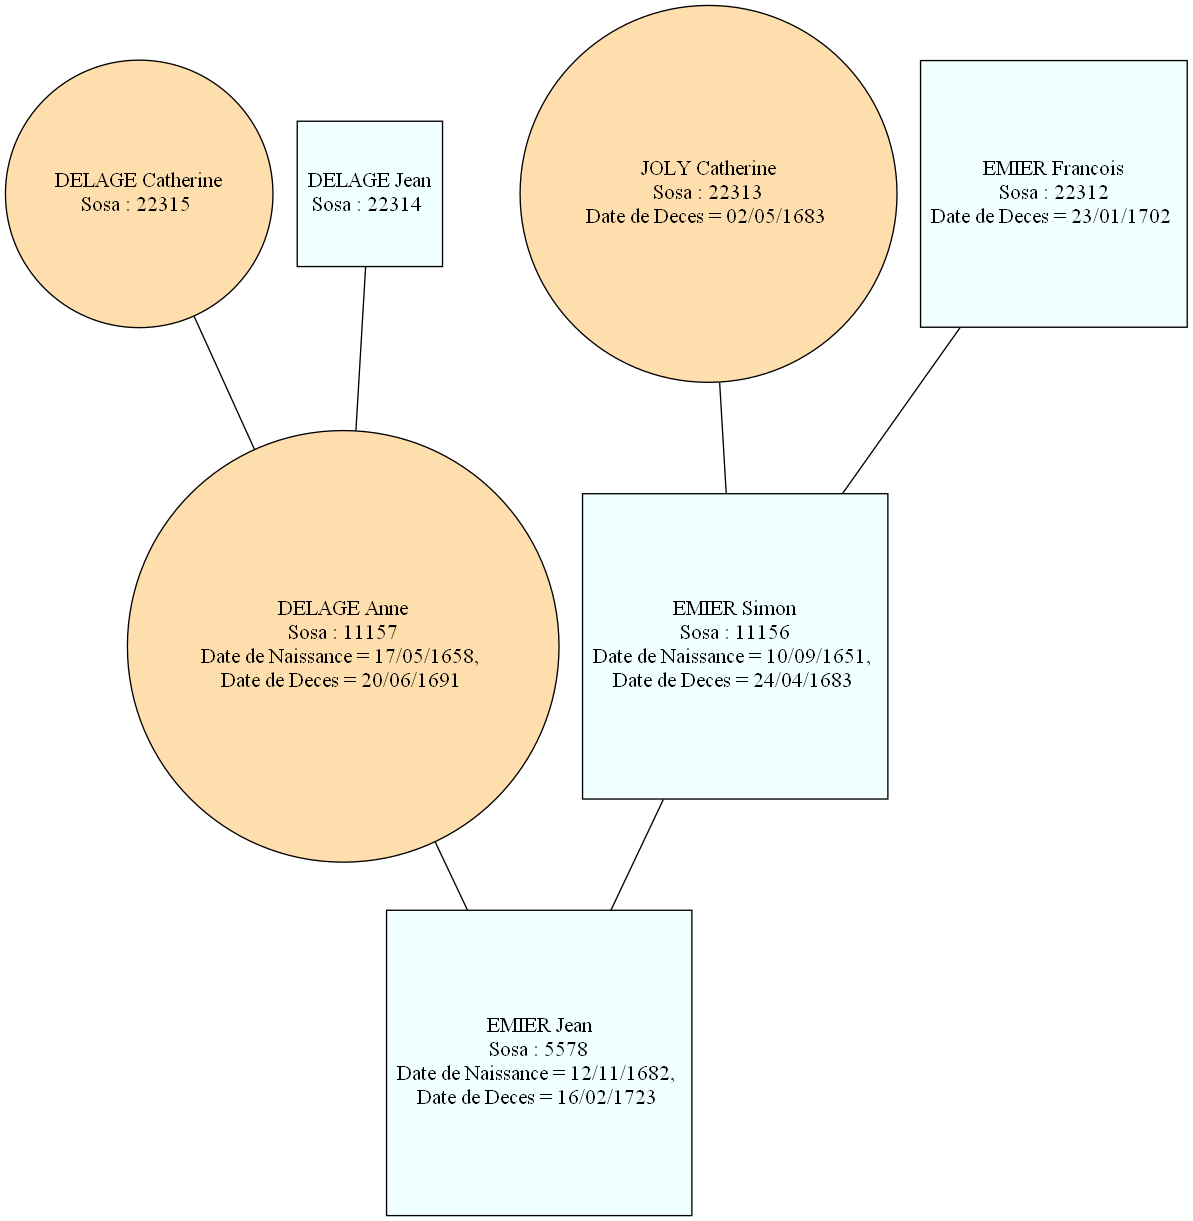 DELAGE Catherine
Sosa : 22315
DELAGE Jean
Sosa : 22314
JOLY Catherine
Sosa : 22313
Date de Deces = 02/05/1683
EMIER Francois
Sosa : 22312
Date de Deces = 23/01/1702
DELAGE Anne
Sosa : 11157
Date de Naissance = 17/05/1658,
Date de Deces = 20/06/1691
EMIER Simon
Sosa : 11156
Date de Naissance = 10/09/1651,
Date de Deces = 24/04/1683
EMIER Jean
Sosa : 5578
Date de Naissance = 12/11/1682,
Date de Deces = 16/02/1723